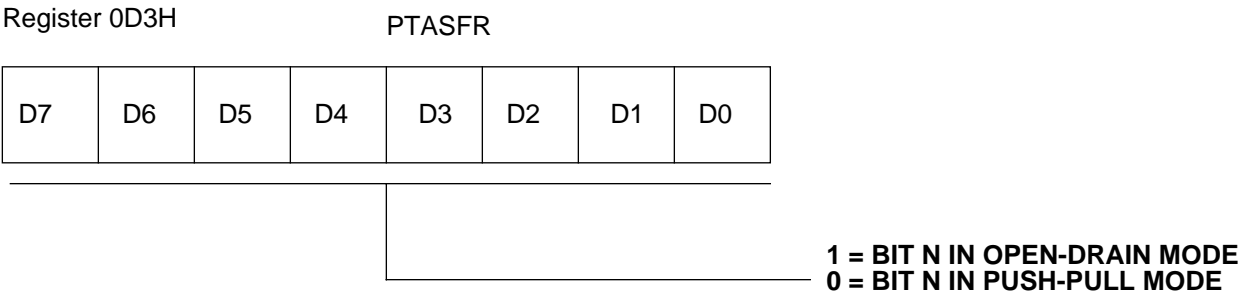 Register 0D3H PTASFR
D7 D6 D5 D4 D3 D2 D1 D0
1 = BIT N IN OPEN-DRAIN MODE
0 = BIT N IN PUSH-PULL MODE